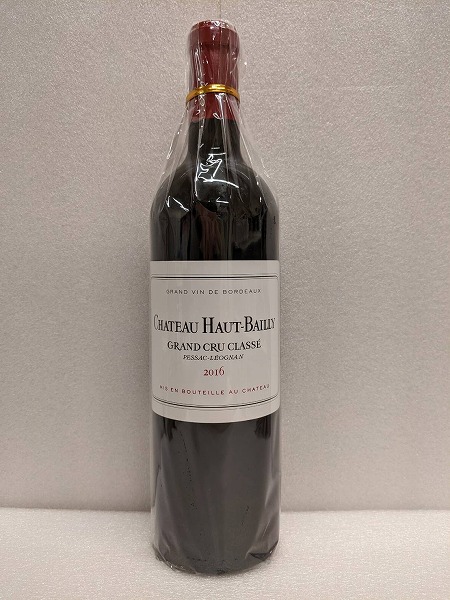 GRAND VIN DE BORDEAUX
CHATEAU HAUT-BAILLY
GRAND CRU CLASSÉ
PESSAC-LÉOGNAN
2016
MIS EN BOUTEILLE AU CHATEAU